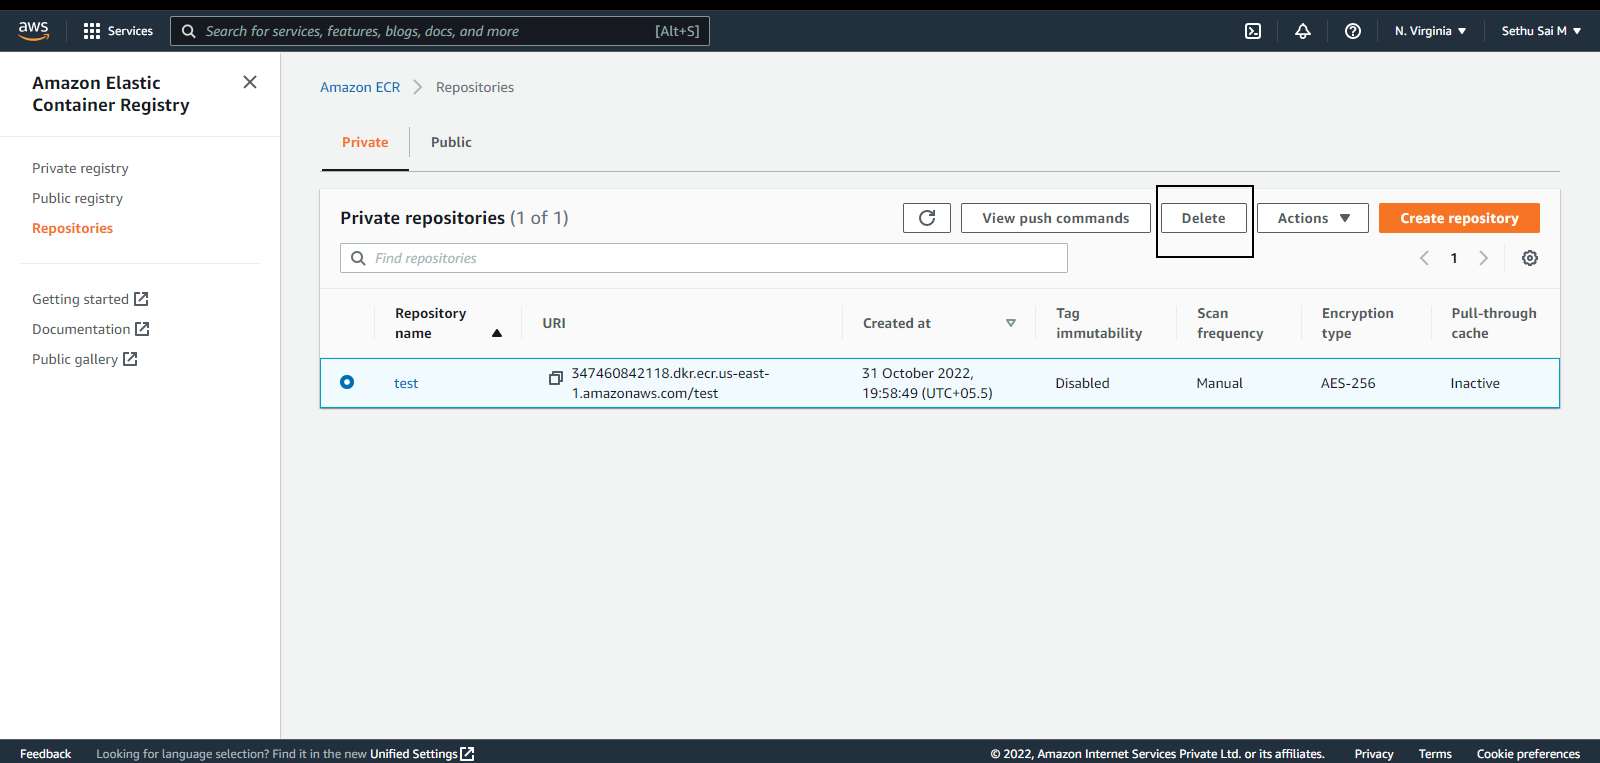 aws
Services
Search for services, features, blogs, docs, and more [Alt+S]
N. Virginia
Sethu Sai M
Amazon Elastic
Container Registry
Private registry
Public registry
Repositories
Getting started
Documentation
Public gallery
Amazon ECR
Repositories
Private
Public
Private repositories (1 of 1)
View push commands
Delete
Actions
Create repository
Find repositories
1
Repository
name
URI
Created at
Tag
immutability
Scan
frequency
Encryption
type
Pull-through
cache
test
347460842118.dkr.ecr.us-east-
1.amazonaws.com/test
31 October 2022,
19:58:49 (UTC+05.5)
Disabled
Manual
AES-256
Inactive
Feedback
Looking for language selection? Find it in the new Unified Settings
© 2022, Amazon Internet Services Private Ltd. or its affiliates.
Privacy
Terms
Cookie preferences